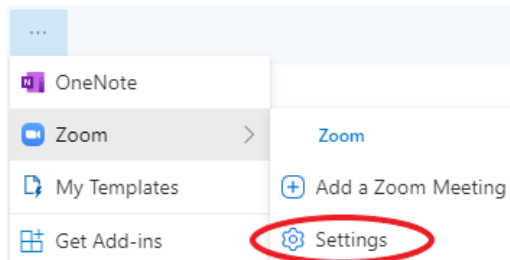 ...
OneNote
Zoom
My Templates
Get Add-ins
Zoom
Add a Zoom Meeting
Settings